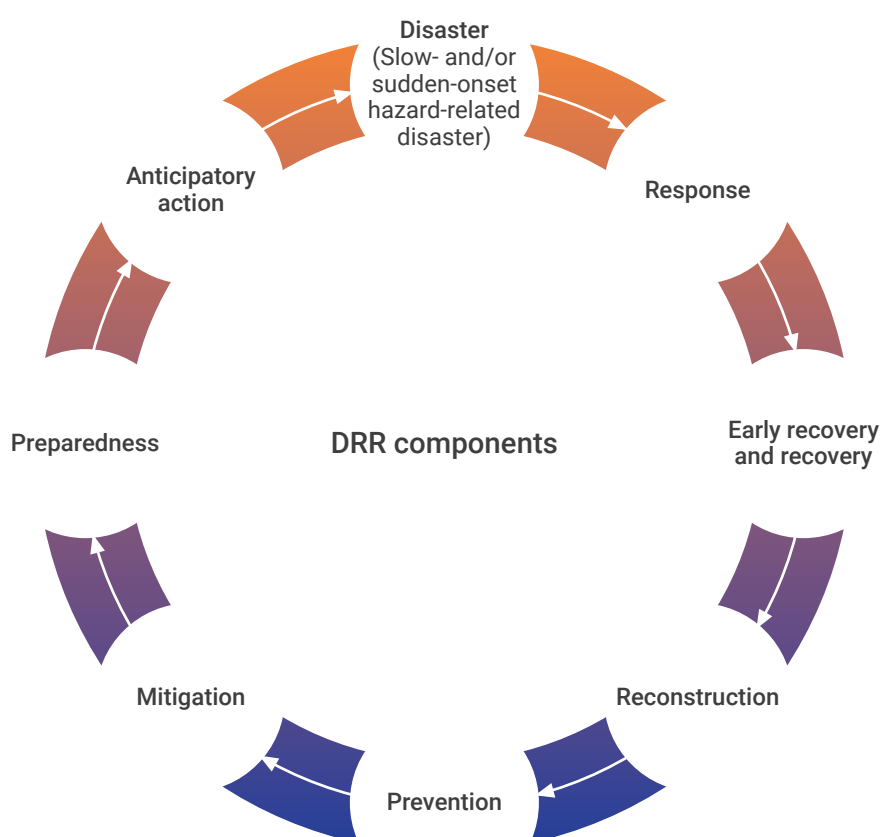 Disaster
(Slow- and/or
sudden-onset
hazard-related
disaster)
Anticipatory
action
Response
Preparedness
DRR components
Early recovery
and recovery
Mitigation
Reconstruction
Prevention